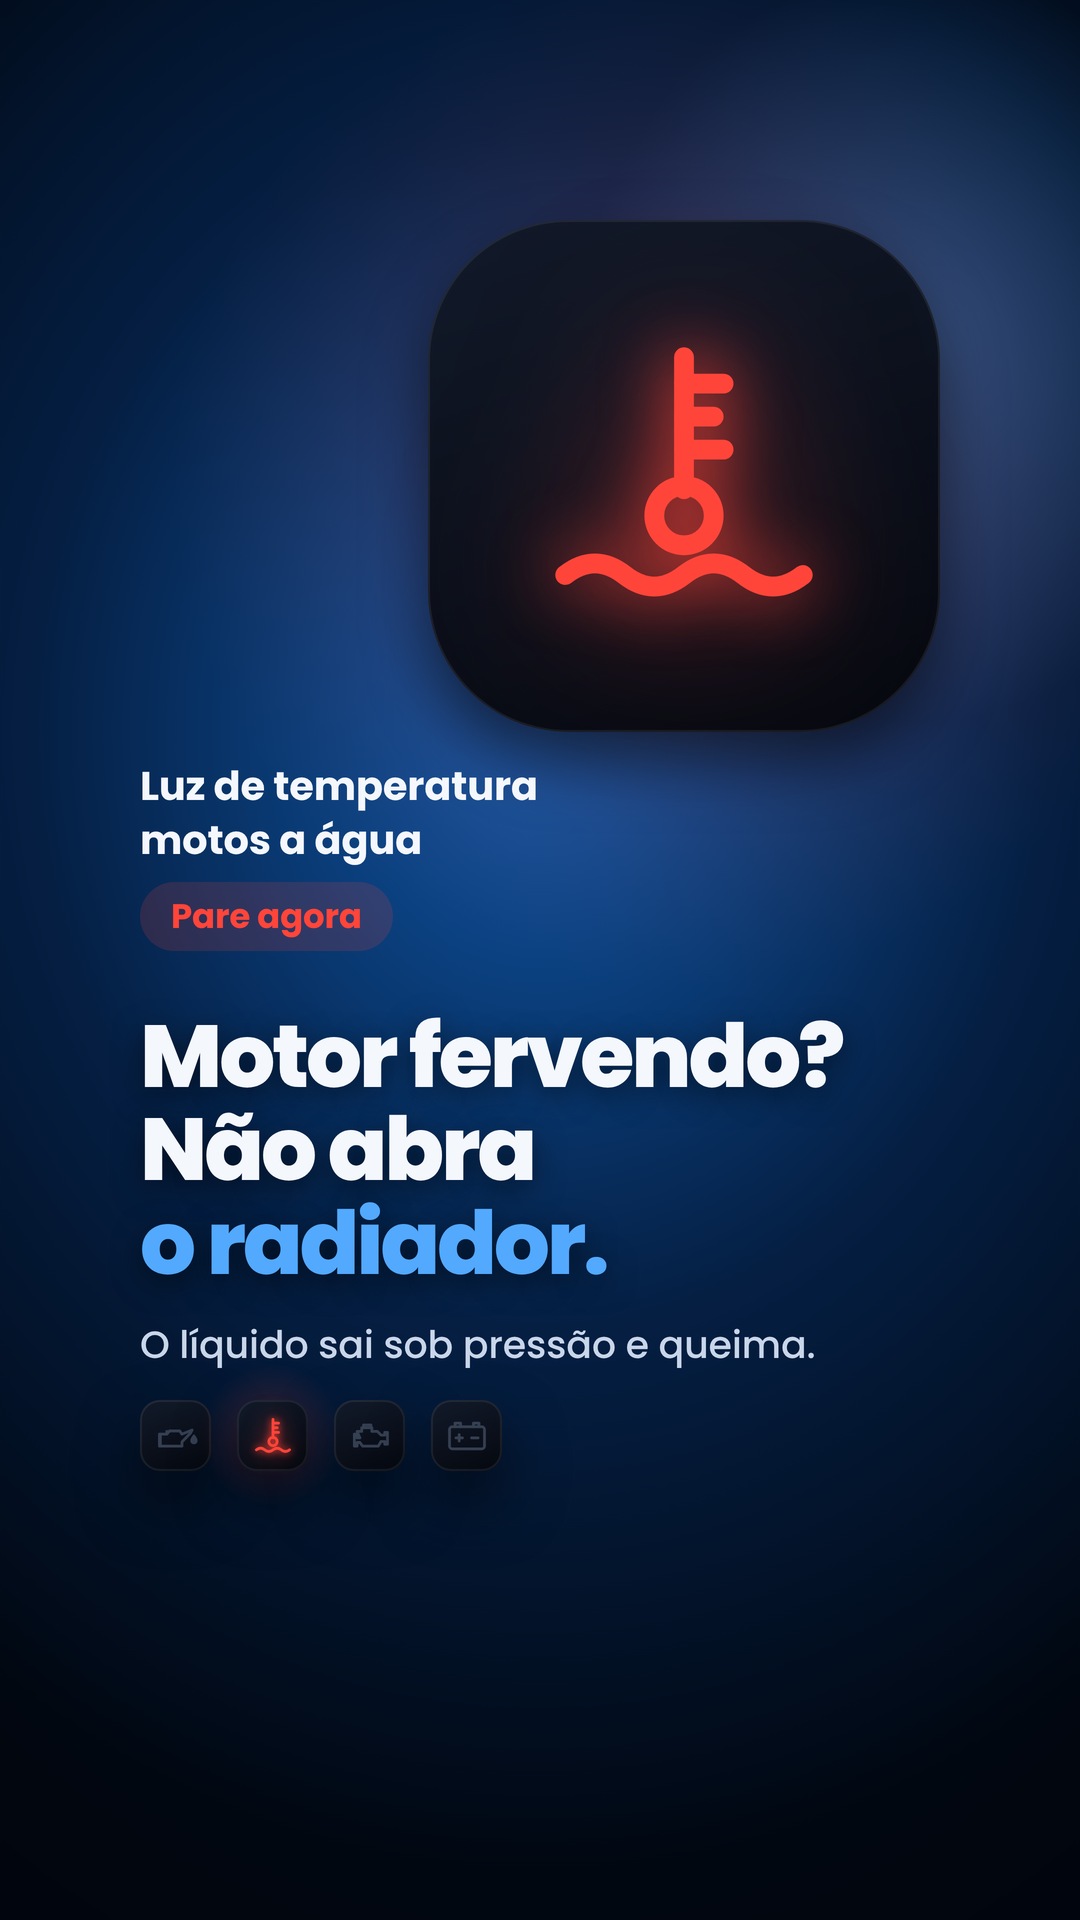 Luz de temperatura
motos a água
Pare agora
Motor fervendo?
Não abra
o radiador.
O líquido sai sob pressão e queima.